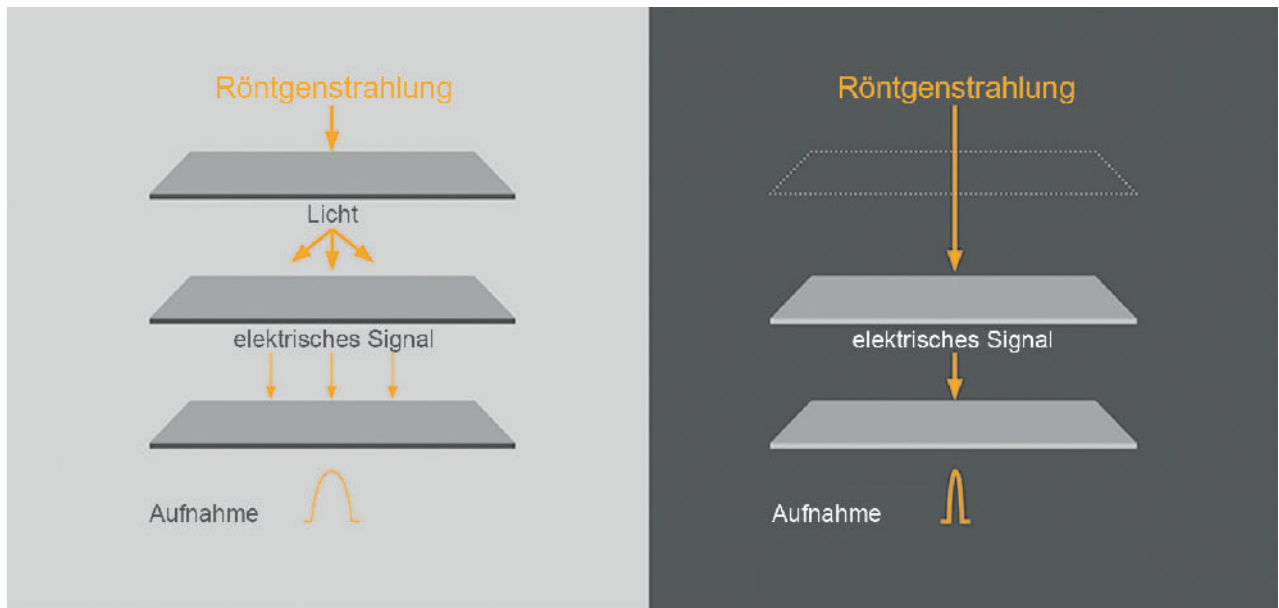 Röntgenstrahlung
Licht
elektrisches Signal
Aufnahme
Röntgenstrahlung
elektrisches Signal
Aufnahme